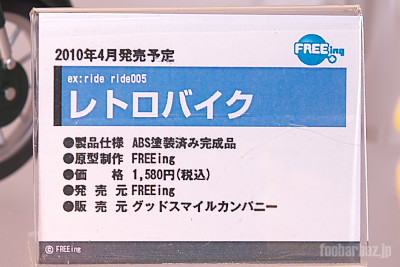 2010年4月発売予定
FREEing
ex:ride ride005
レトロバイク
●製品仕様 ABS塗装済み完成品
●原型制作 FREEing
●価　　格 1,580円(税込)
●発 売 元 FREEing
●販 売 元 グッドスマイルカンパニー
© FREEing
foobarbuz.jp